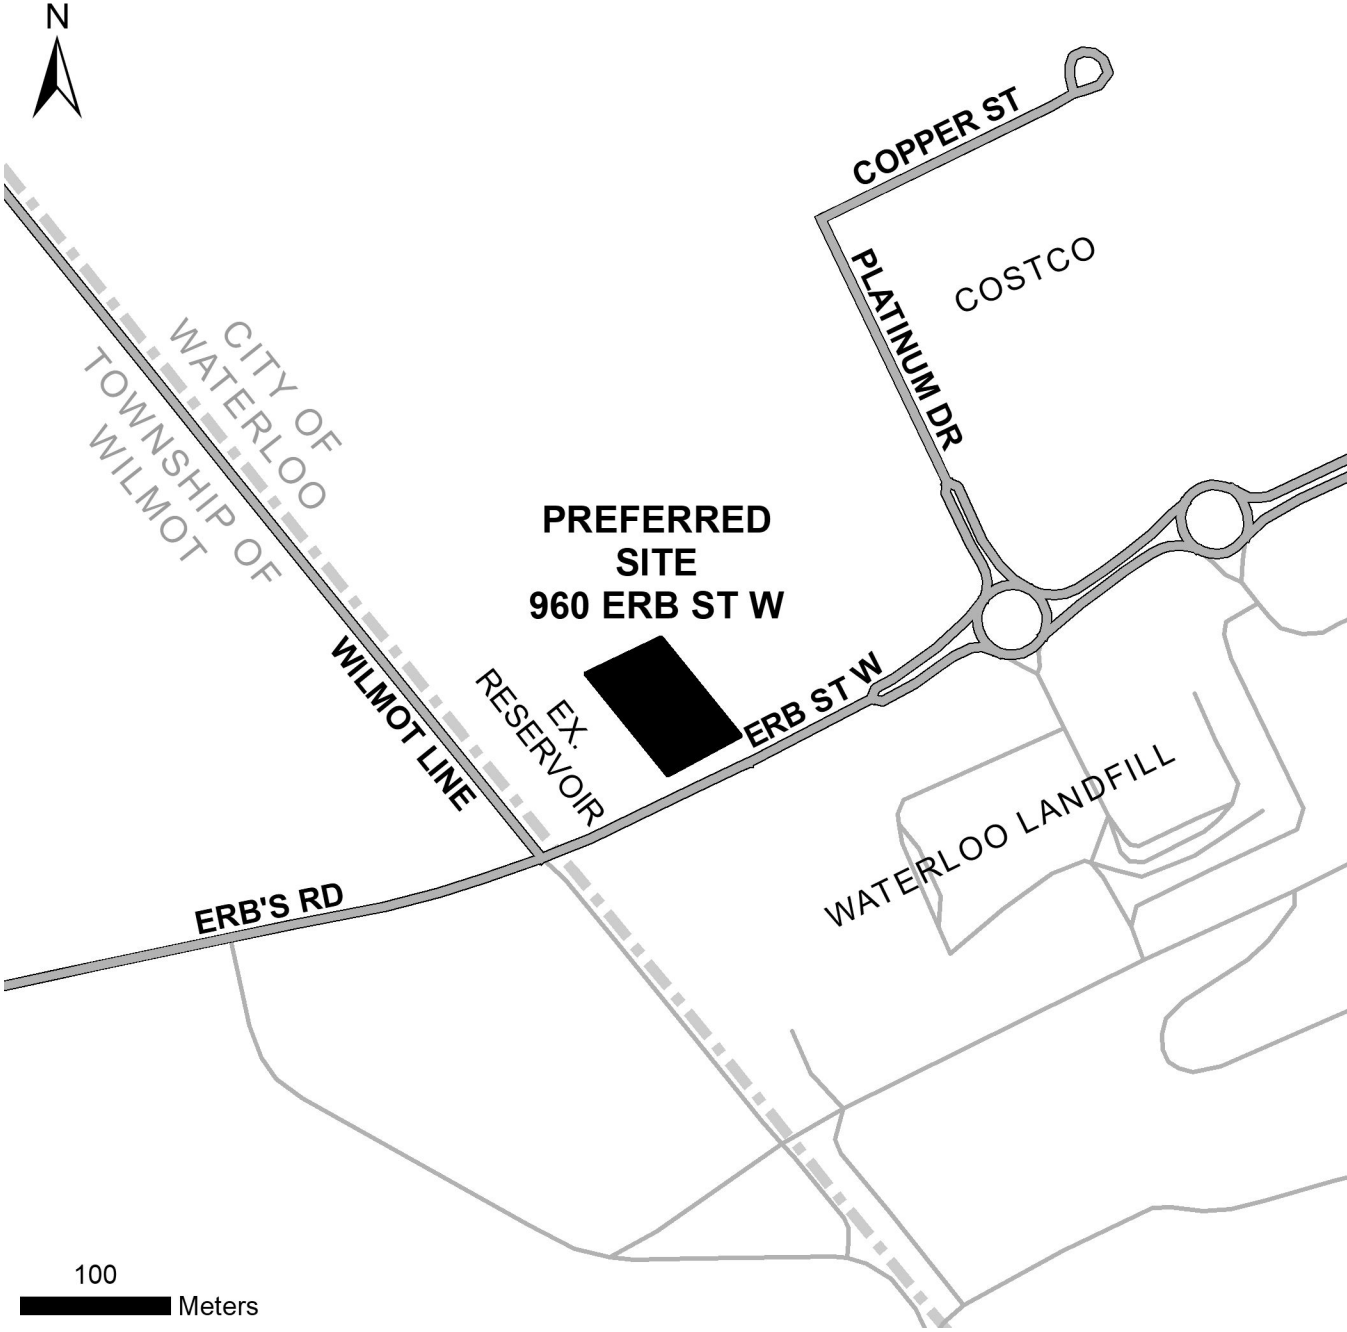 N
COPPER ST
COSTCO
PLATINUM DR
CITY OF
WATERLOO
TOWNSHIP OF
WILMOT
PREFERRED
SITE
960 ERB ST W
WILMOT LINE
EX.
RESERVOIR
ERB ST W
WATERLOO LANDFILL
ERB'S RD
100
Meters